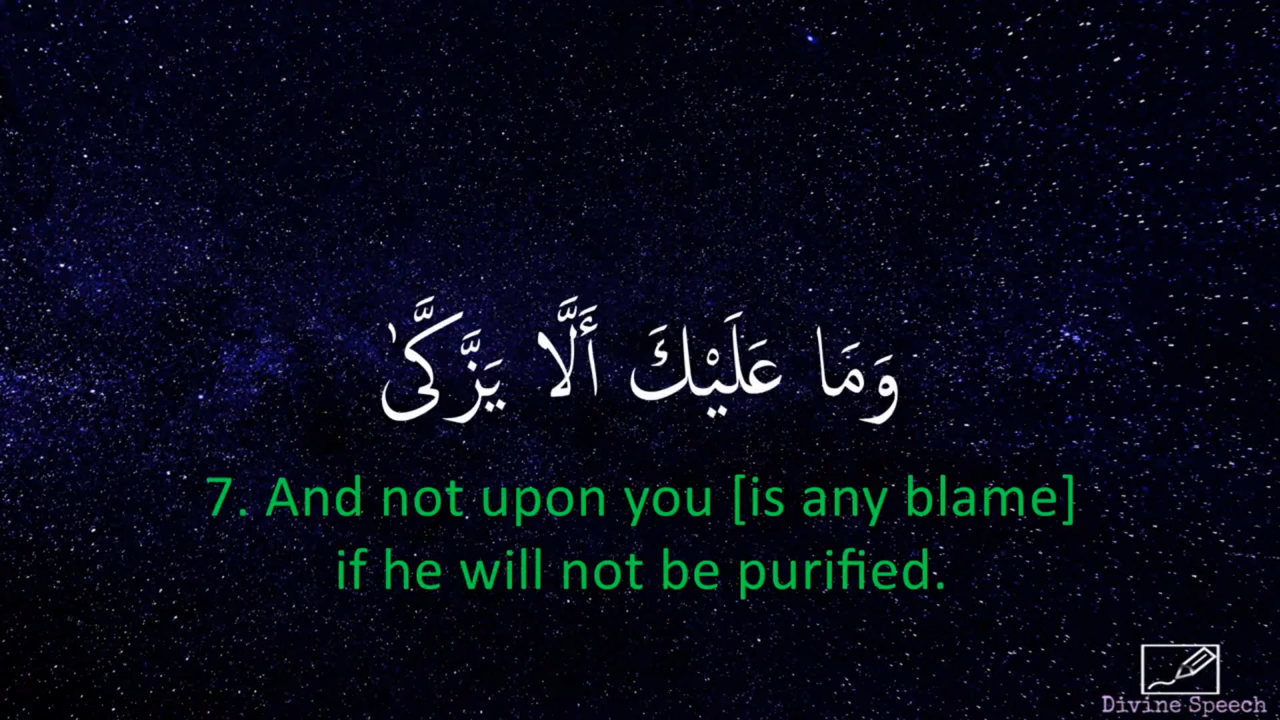 وَمَا عَلَيْكَ أَلَّا يَزَّكَّىٰ
7. And not upon you [is any blame]
if he will not be purified.
Divine Speech